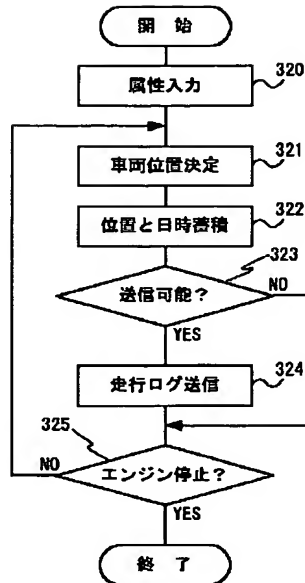 開 始
320
属性入力
321
車両位置決定
322
位置と日時蓄積
323
送信可能?
NO
YES
324
走行ログ送信
325
エンジン停止?
NO
YES
終 了